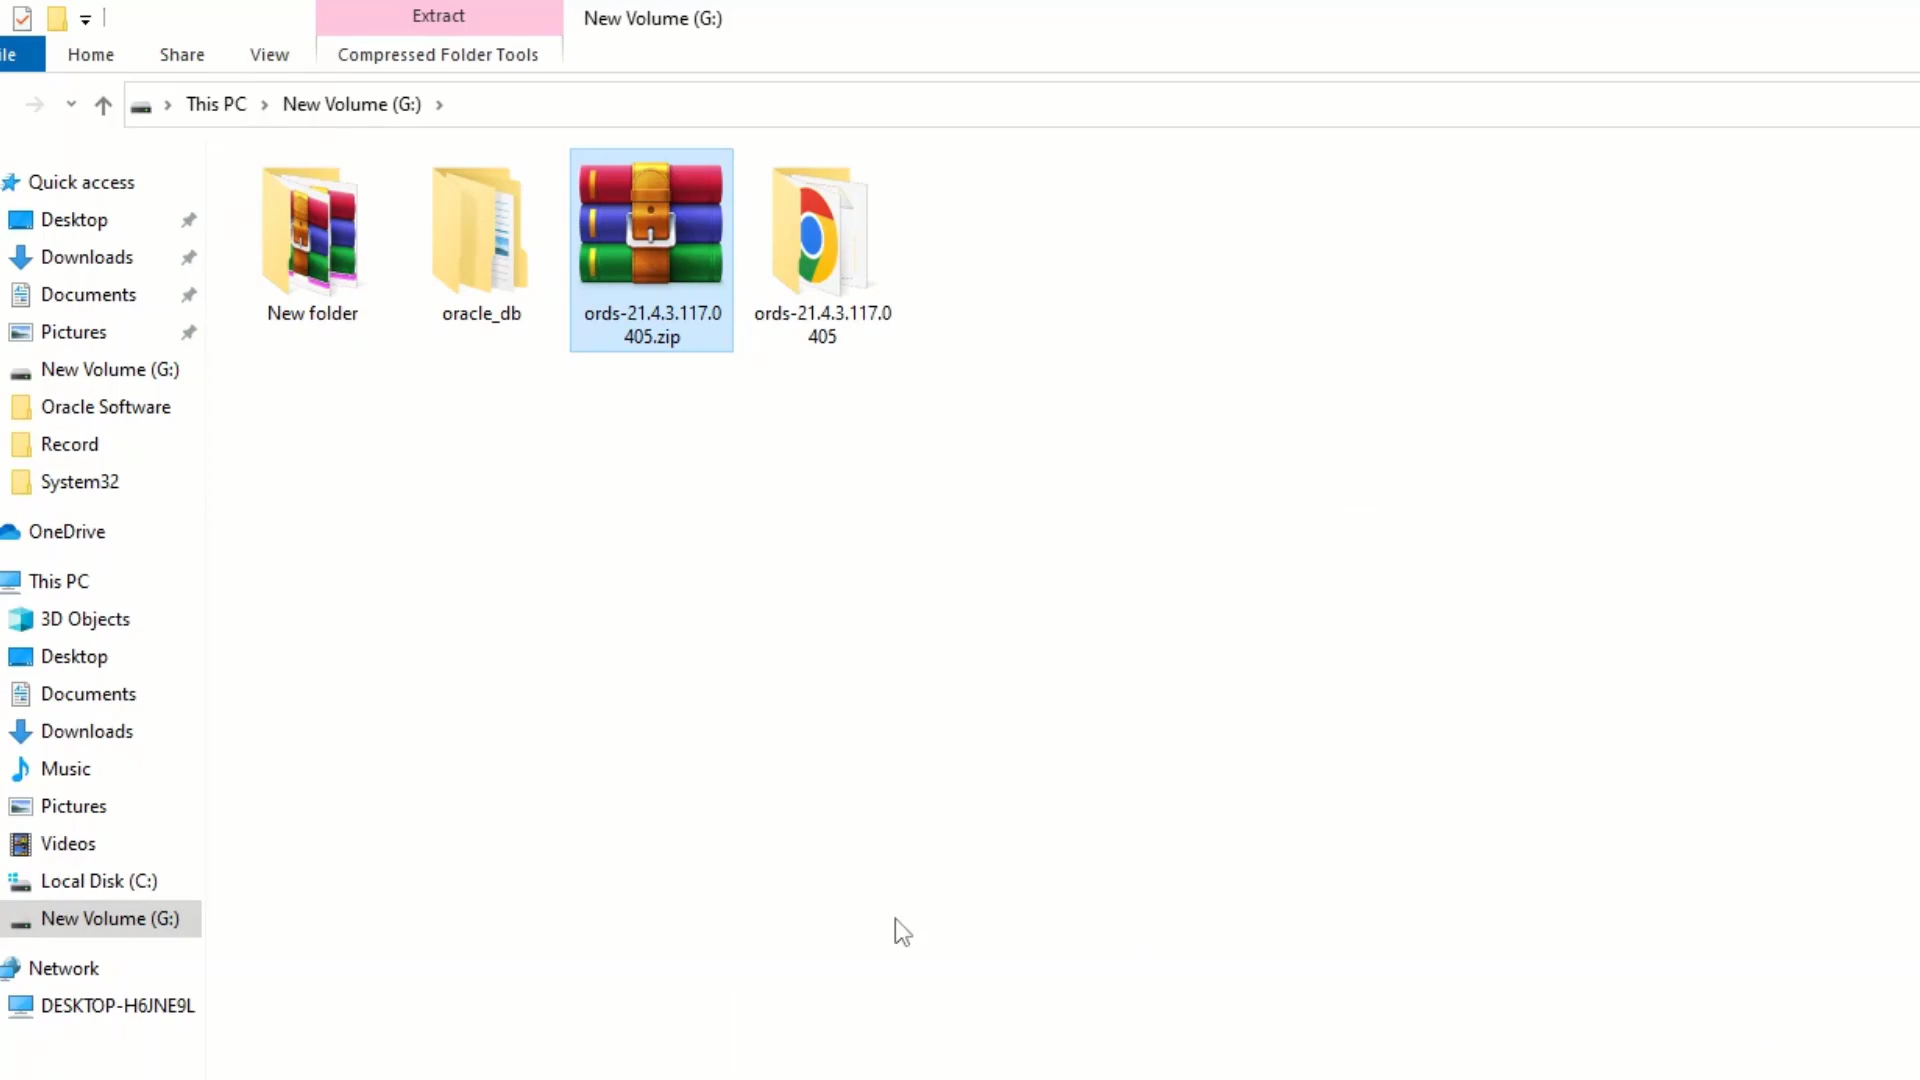 Extract
New Volume (G:)
ile
Home
Share
View
Compressed Folder Tools
This PC
New Volume (G:)
Quick access
Desktop
Downloads
Documents
Pictures
New Volume (G:)
Oracle Software
Record
System32
OneDrive
This PC
3D Objects
Desktop
Documents
Downloads
Music
Pictures
Videos
Local Disk (C:)
New Volume (G:)
Network
DESKTOP-H6JNE9L
New folder
oracle_db
ords-21.4.3.117.0
405.zip
ords-21.4.3.117.0
405